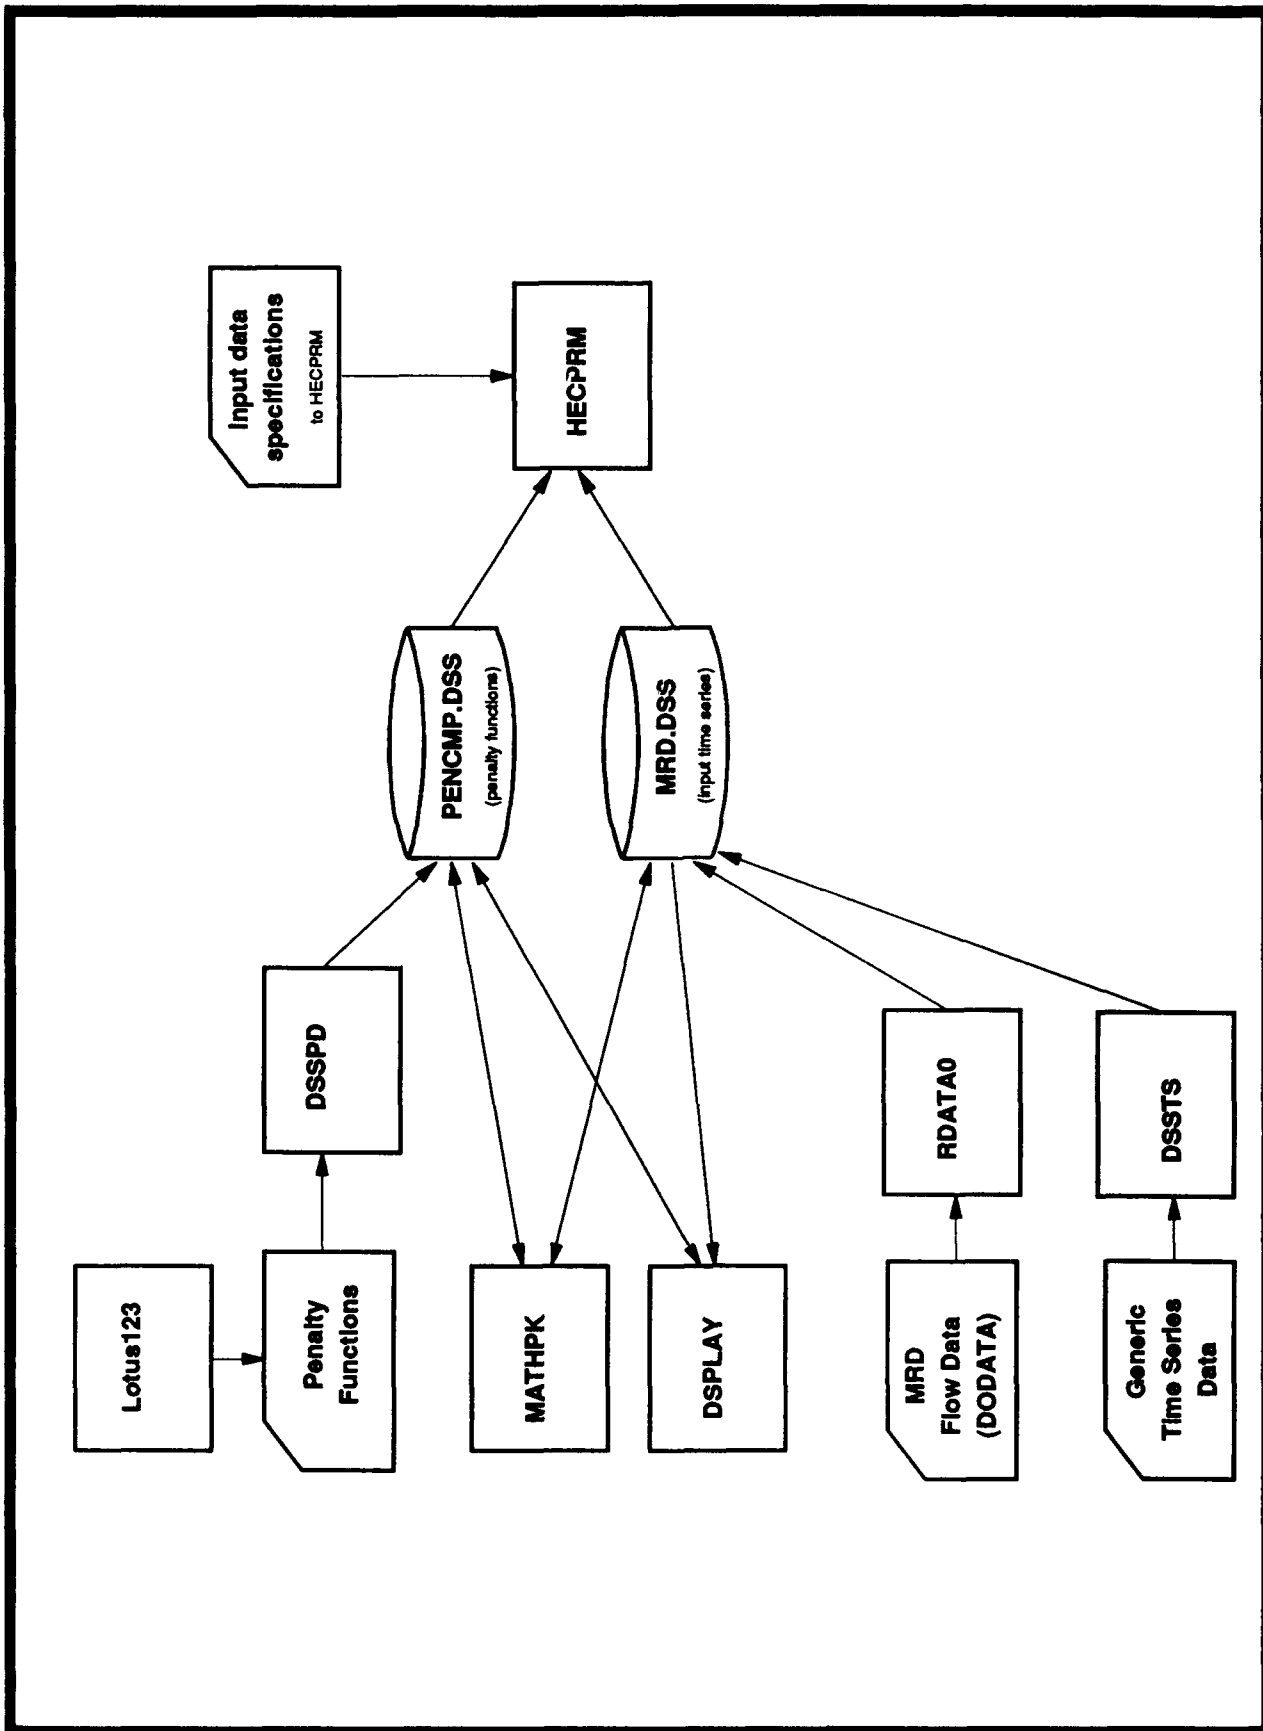 Lotus123
Penalty
Functions
DSSPD
MATHPK
DSPLAY
PENCMP.DSS
(penalty functions)
MRD.DSS
(input time series)
Input data
specifications
to HECPRM
HECPRM
MRD
Flow Data
(DODATA)
RDATA0
Generic
Time Series
Data
DSSTS